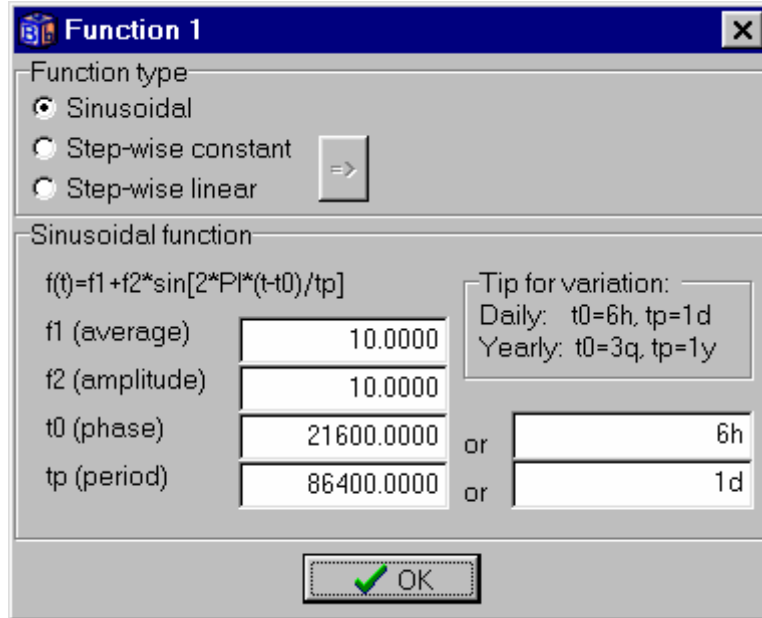 Function 1
Function type
Sinusoidal
Step-wise constant
=>
Step-wise linear
Sinusoidal function
f(t)=f1+f2*sin[2*PI*(t-t0)/tp]
Tip for variation:
Daily: t0=6h, tp=1d
Yearly: t0=3q, tp=1y
f1 (average) 10.0000
f2 (amplitude) 10.0000
t0 (phase) 21600.0000 or 6h
tp (period) 86400.0000 or 1d
OK